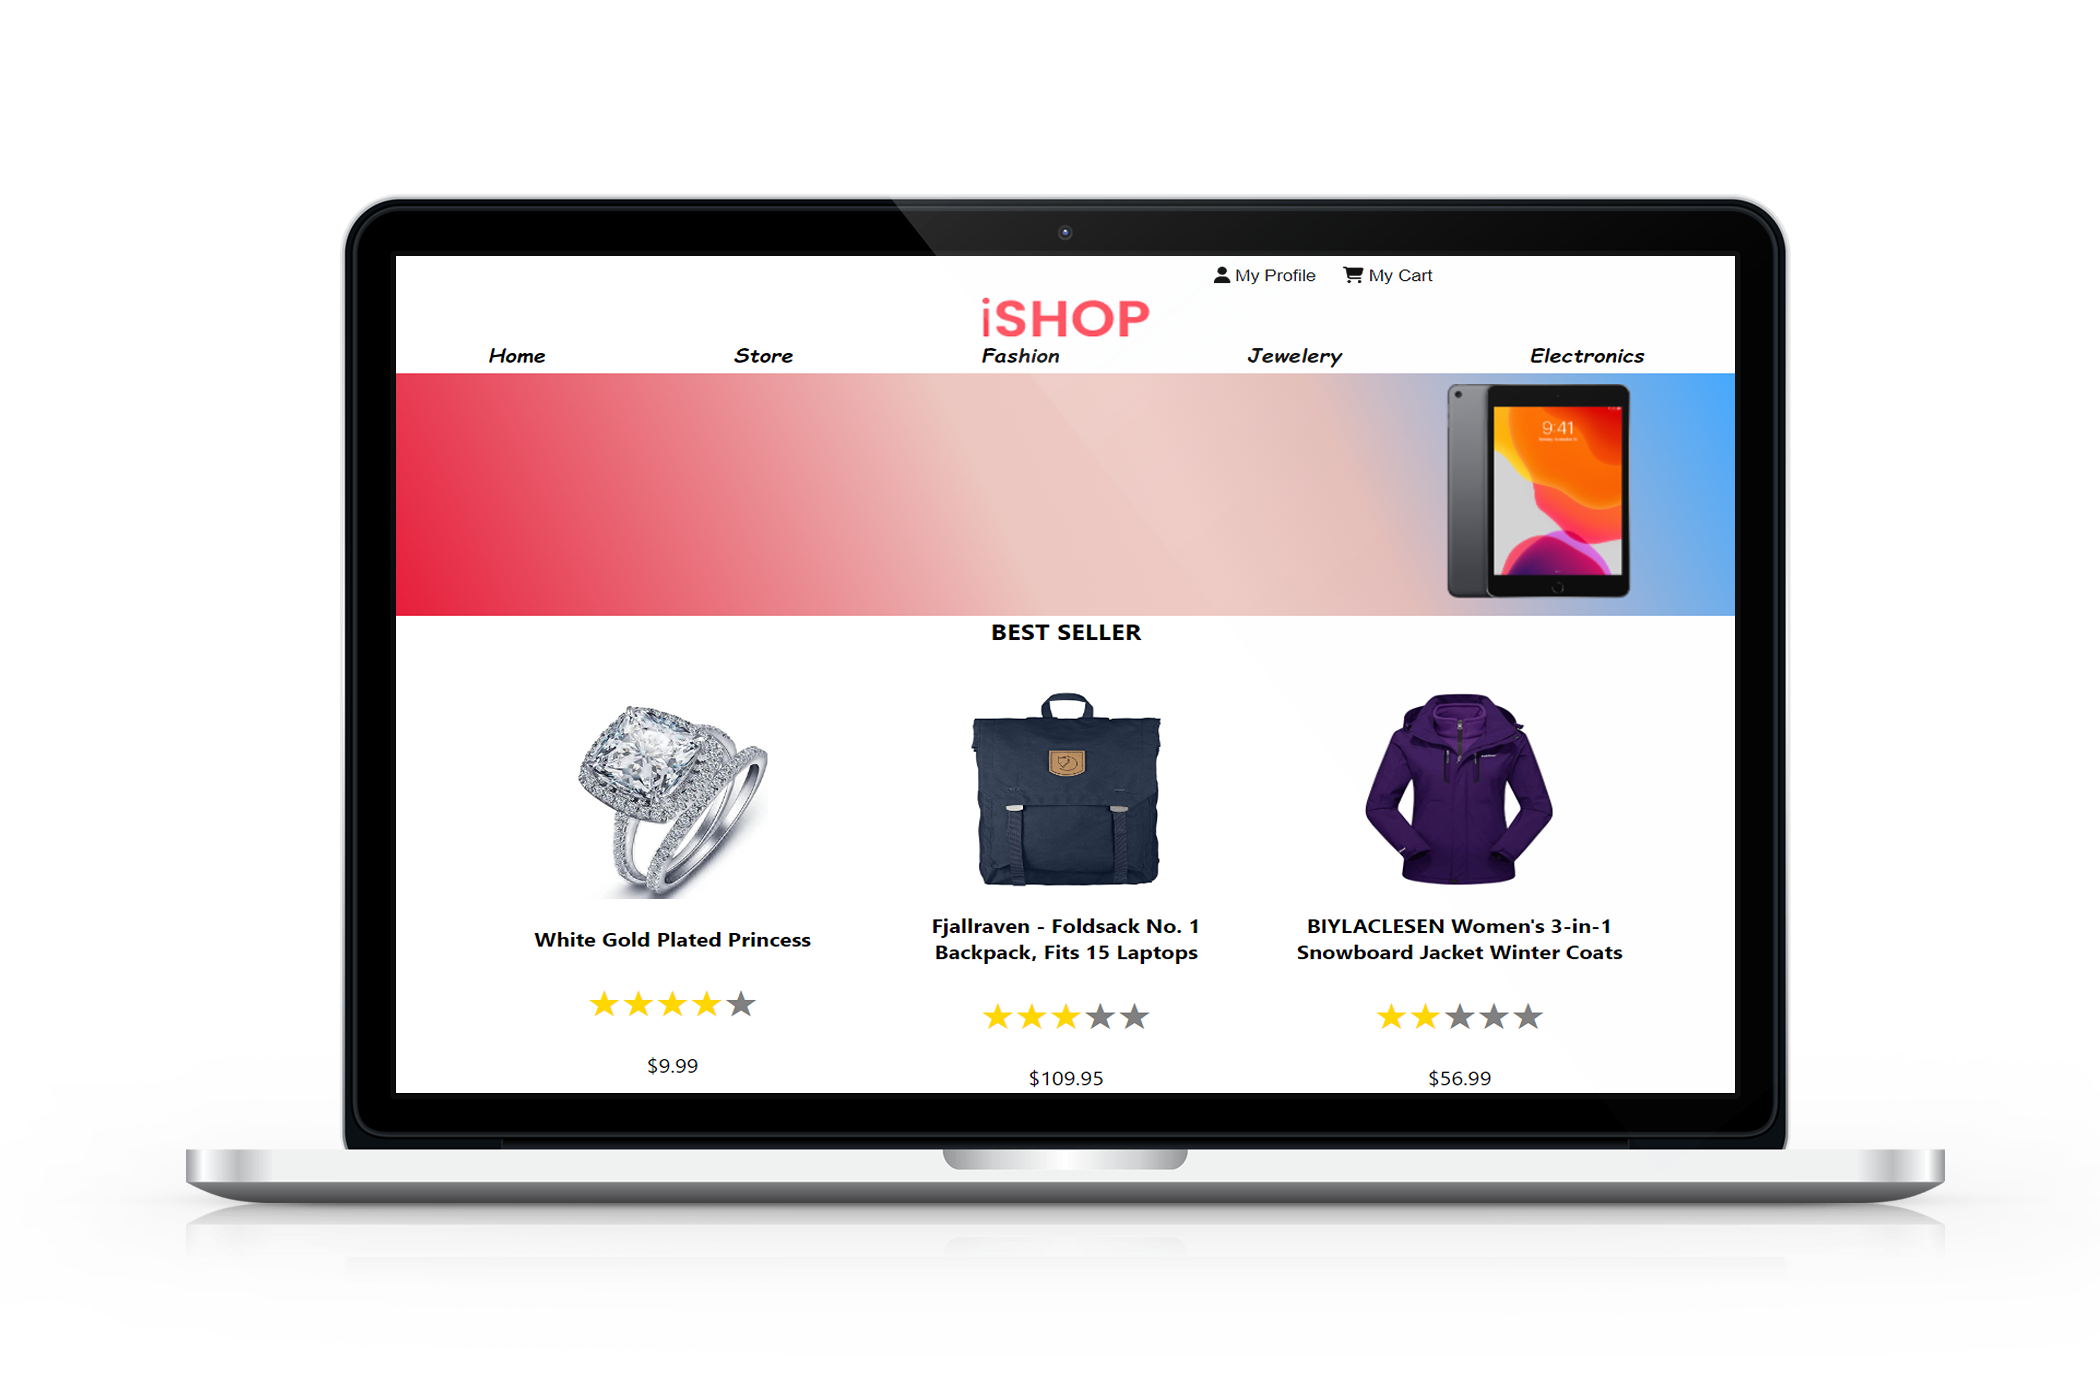 My Profile My Cart
iSHOP
Home Store Fashion Jewelery Electronics
9:41
BEST SELLER
White Gold Plated Princess
$9.99
Fjallraven - Foldsack No. 1
Backpack, Fits 15 Laptops
$109.95
BIYLACLESEN Women's 3-in-1
Snowboard Jacket Winter Coats
$56.99